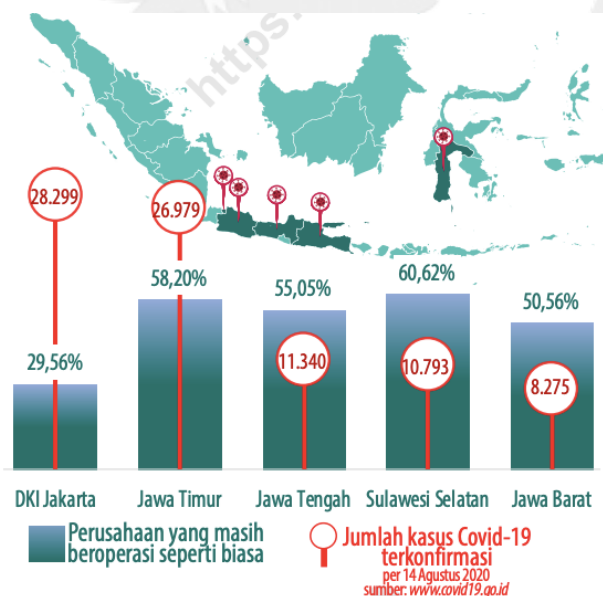 https:
28.299
26.979
58,20%
55,05%
60,62%
50,56%
29,56%
11.340
10.793
8.275
DKI Jakarta
Jawa Timur
Jawa Tengah
Sulawesi Selatan
Jawa Barat
Perusahaan yang masih
beroperasi seperti biasa
Jumlah kasus Covid-19
terkonfirmasi
per 14 Agustus 2020
sumber: www.covid19.go.id